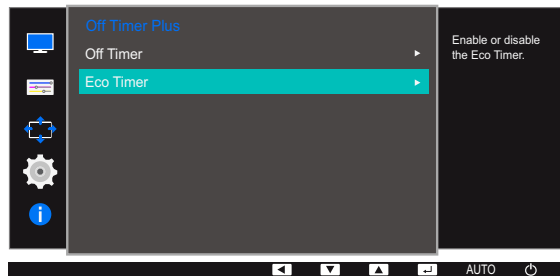 Off Timer Plus
Off Timer
Eco Timer
Enable or disable
the Eco Timer.
AUTO